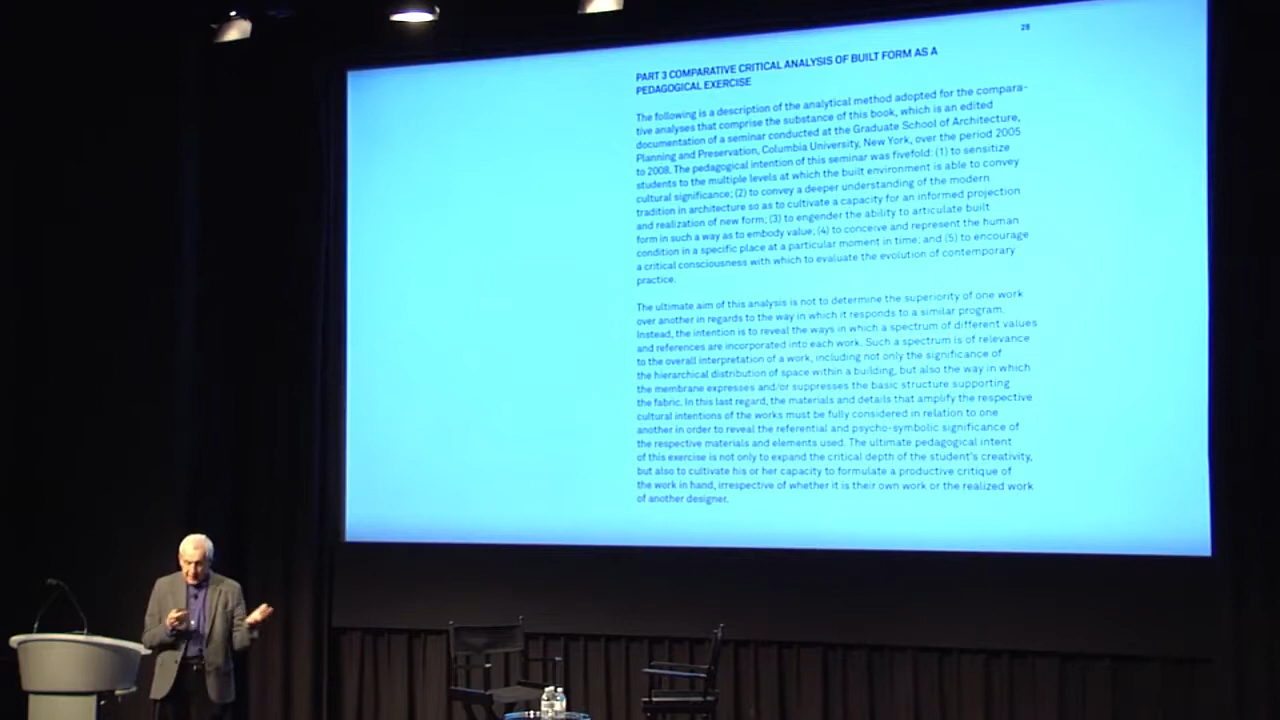 28
PART 3 COMPARATIVE CRITICAL ANALYSIS OF BUILT FORM AS A
PEDAGOGICAL EXERCISE
The following is a description of the analytical method adopted for the compara-
tive analyses that comprise the substance of this book, which is an edited
documentation of a seminar conducted at the Graduate School of Architecture,
Planning and Preservation, Columbia University, New York, over the period 2005
to 2008. The pedagogical intention of this seminar was fivefold: (1) to sensitize
students to the multiple levels at which the built environment is able to convey
cultural significance; (2) to convey a deeper understanding of the modern
tradition in architecture so as to cultivate a capacity for an informed projection
and realization of new form; (3) to engender the ability to articulate built
form in such a way as to embody value; (4) to conceive and represent the human
condition in a specific place at a particular moment in time; and (5) to encourage
a critical consciousness with which to evaluate the evolution of contemporary
practice.
The ultimate aim of this analysis is not to determine the superiority of one work
over another in regards to the way in which it responds to a similar program.
Instead, the intention is to reveal the ways in which a spectrum of different values
and references are incorporated into each work. Such a spectrum is of relevance
to the overall interpretation of a work, including not only the significance of
the hierarchical distribution of space within a building, but also the way in which
the membrane expresses and/or suppresses the basic structure supporting
the fabric. In this last regard, the materials and details that amplify the respective
cultural intentions of the works must be fully considered in relation to one
another in order to reveal the referential and psycho-symbolic significance of
the respective materials and elements used. The ultimate pedagogical intent
of this exercise is not only to expand the critical depth of the student's creativity,
but also to cultivate his or her capacity to formulate a productive critique of
the work in hand, irrespective of whether it is their own work or the realized work
of another designer.